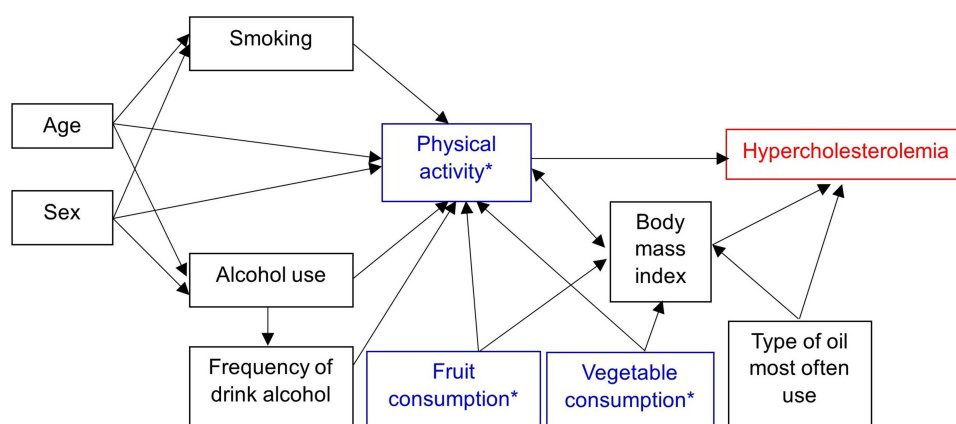 Smoking
Age
Physical
activity*
Hypercholesterolemia
Sex
Body
mass
index
Alcohol use
Frequency of
drink alcohol
Fruit
consumption*
Vegetable
consumption*
Type of oil
most often
use